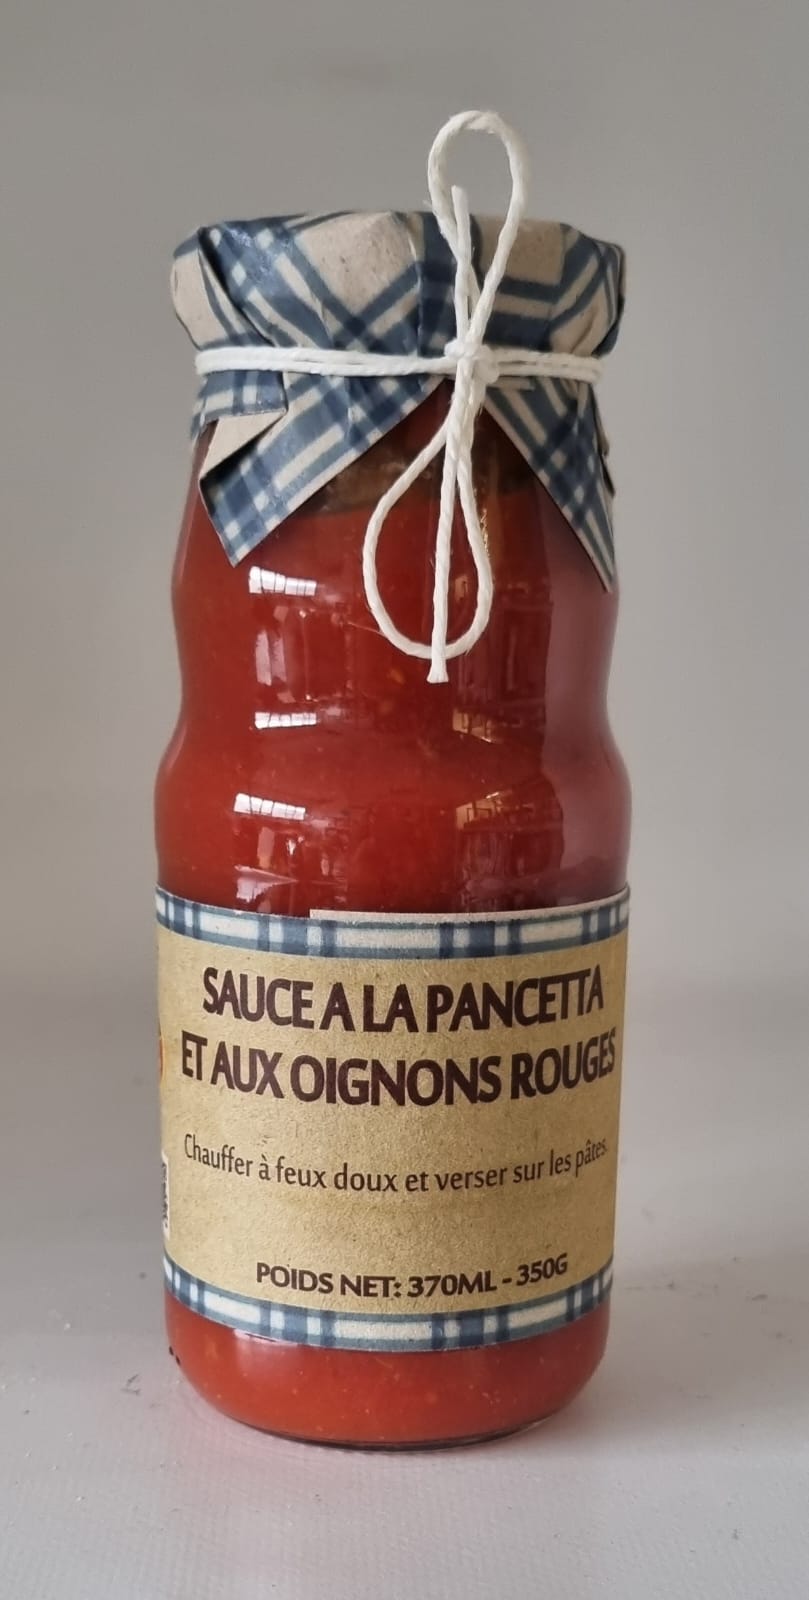 SAUCE A LA PANCETTA
ET AUX OIGNONS ROUGES
Chauffer à feux doux et verser sur les pâtes.
POIDS NET: 370ML - 350G